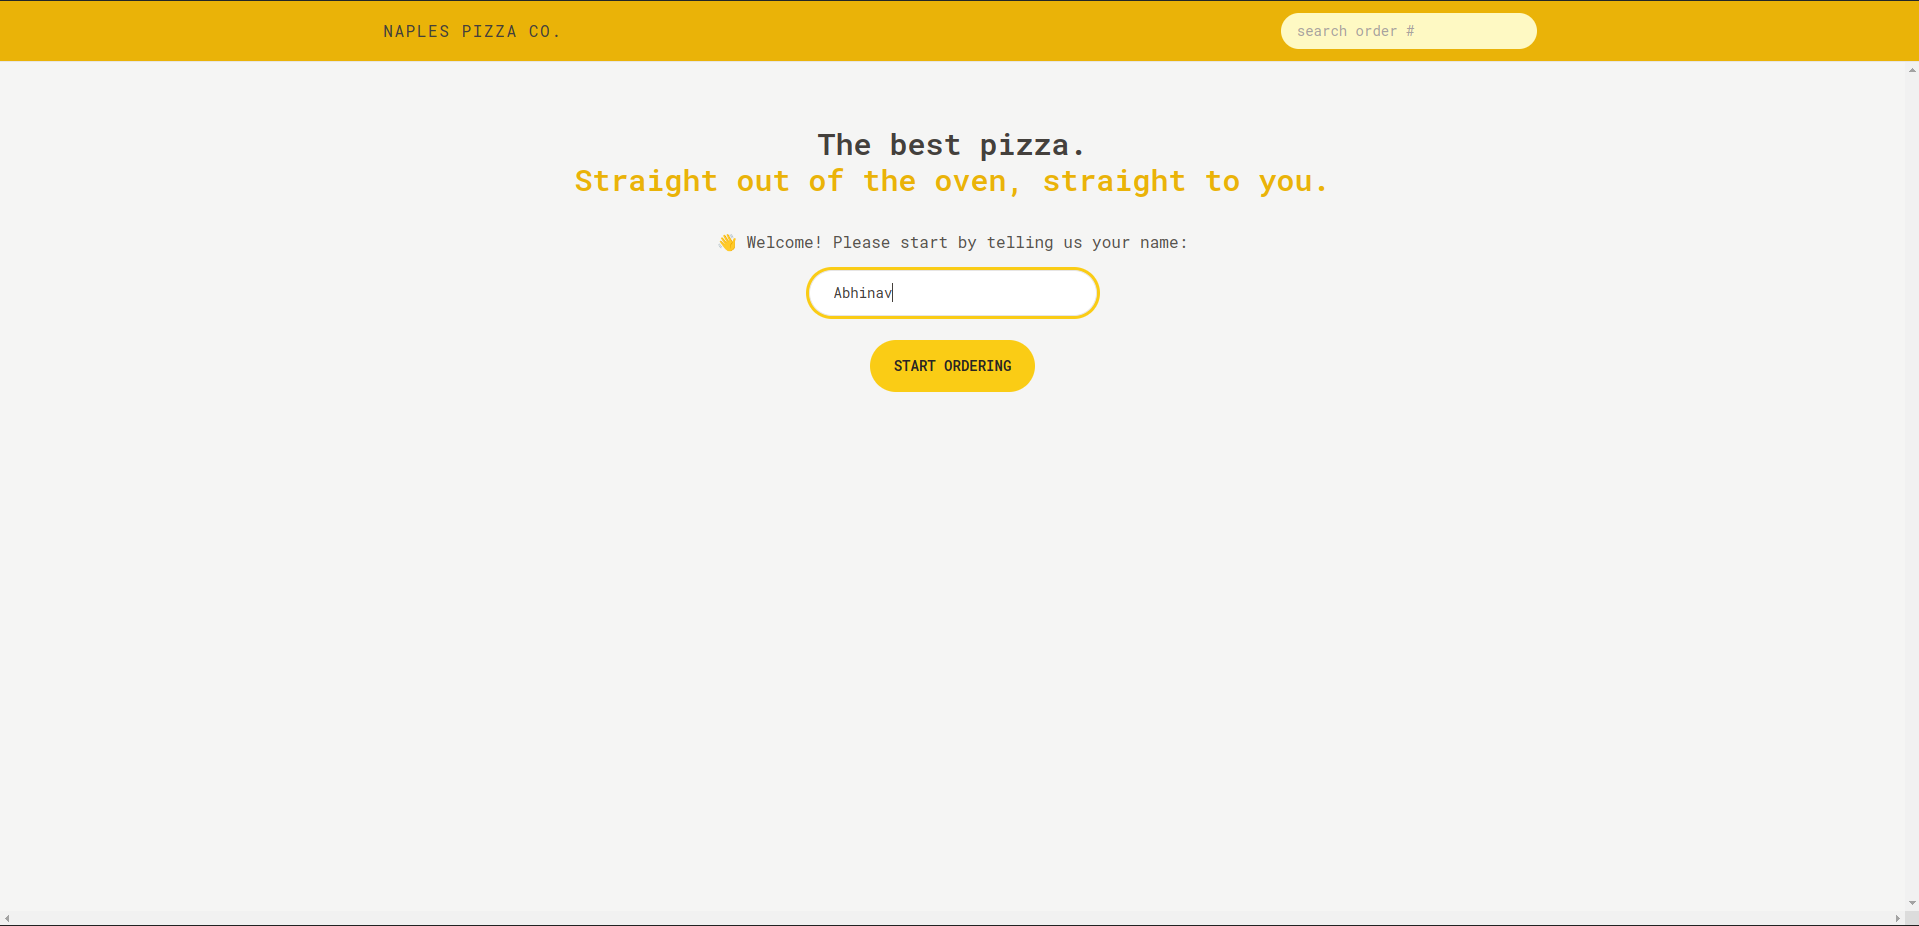 NAPLES PIZZA CO.
search order #
The best pizza.
Straight out of the oven, straight to you.
👋 Welcome! Please start by telling us your name:
Abhinav
START ORDERING